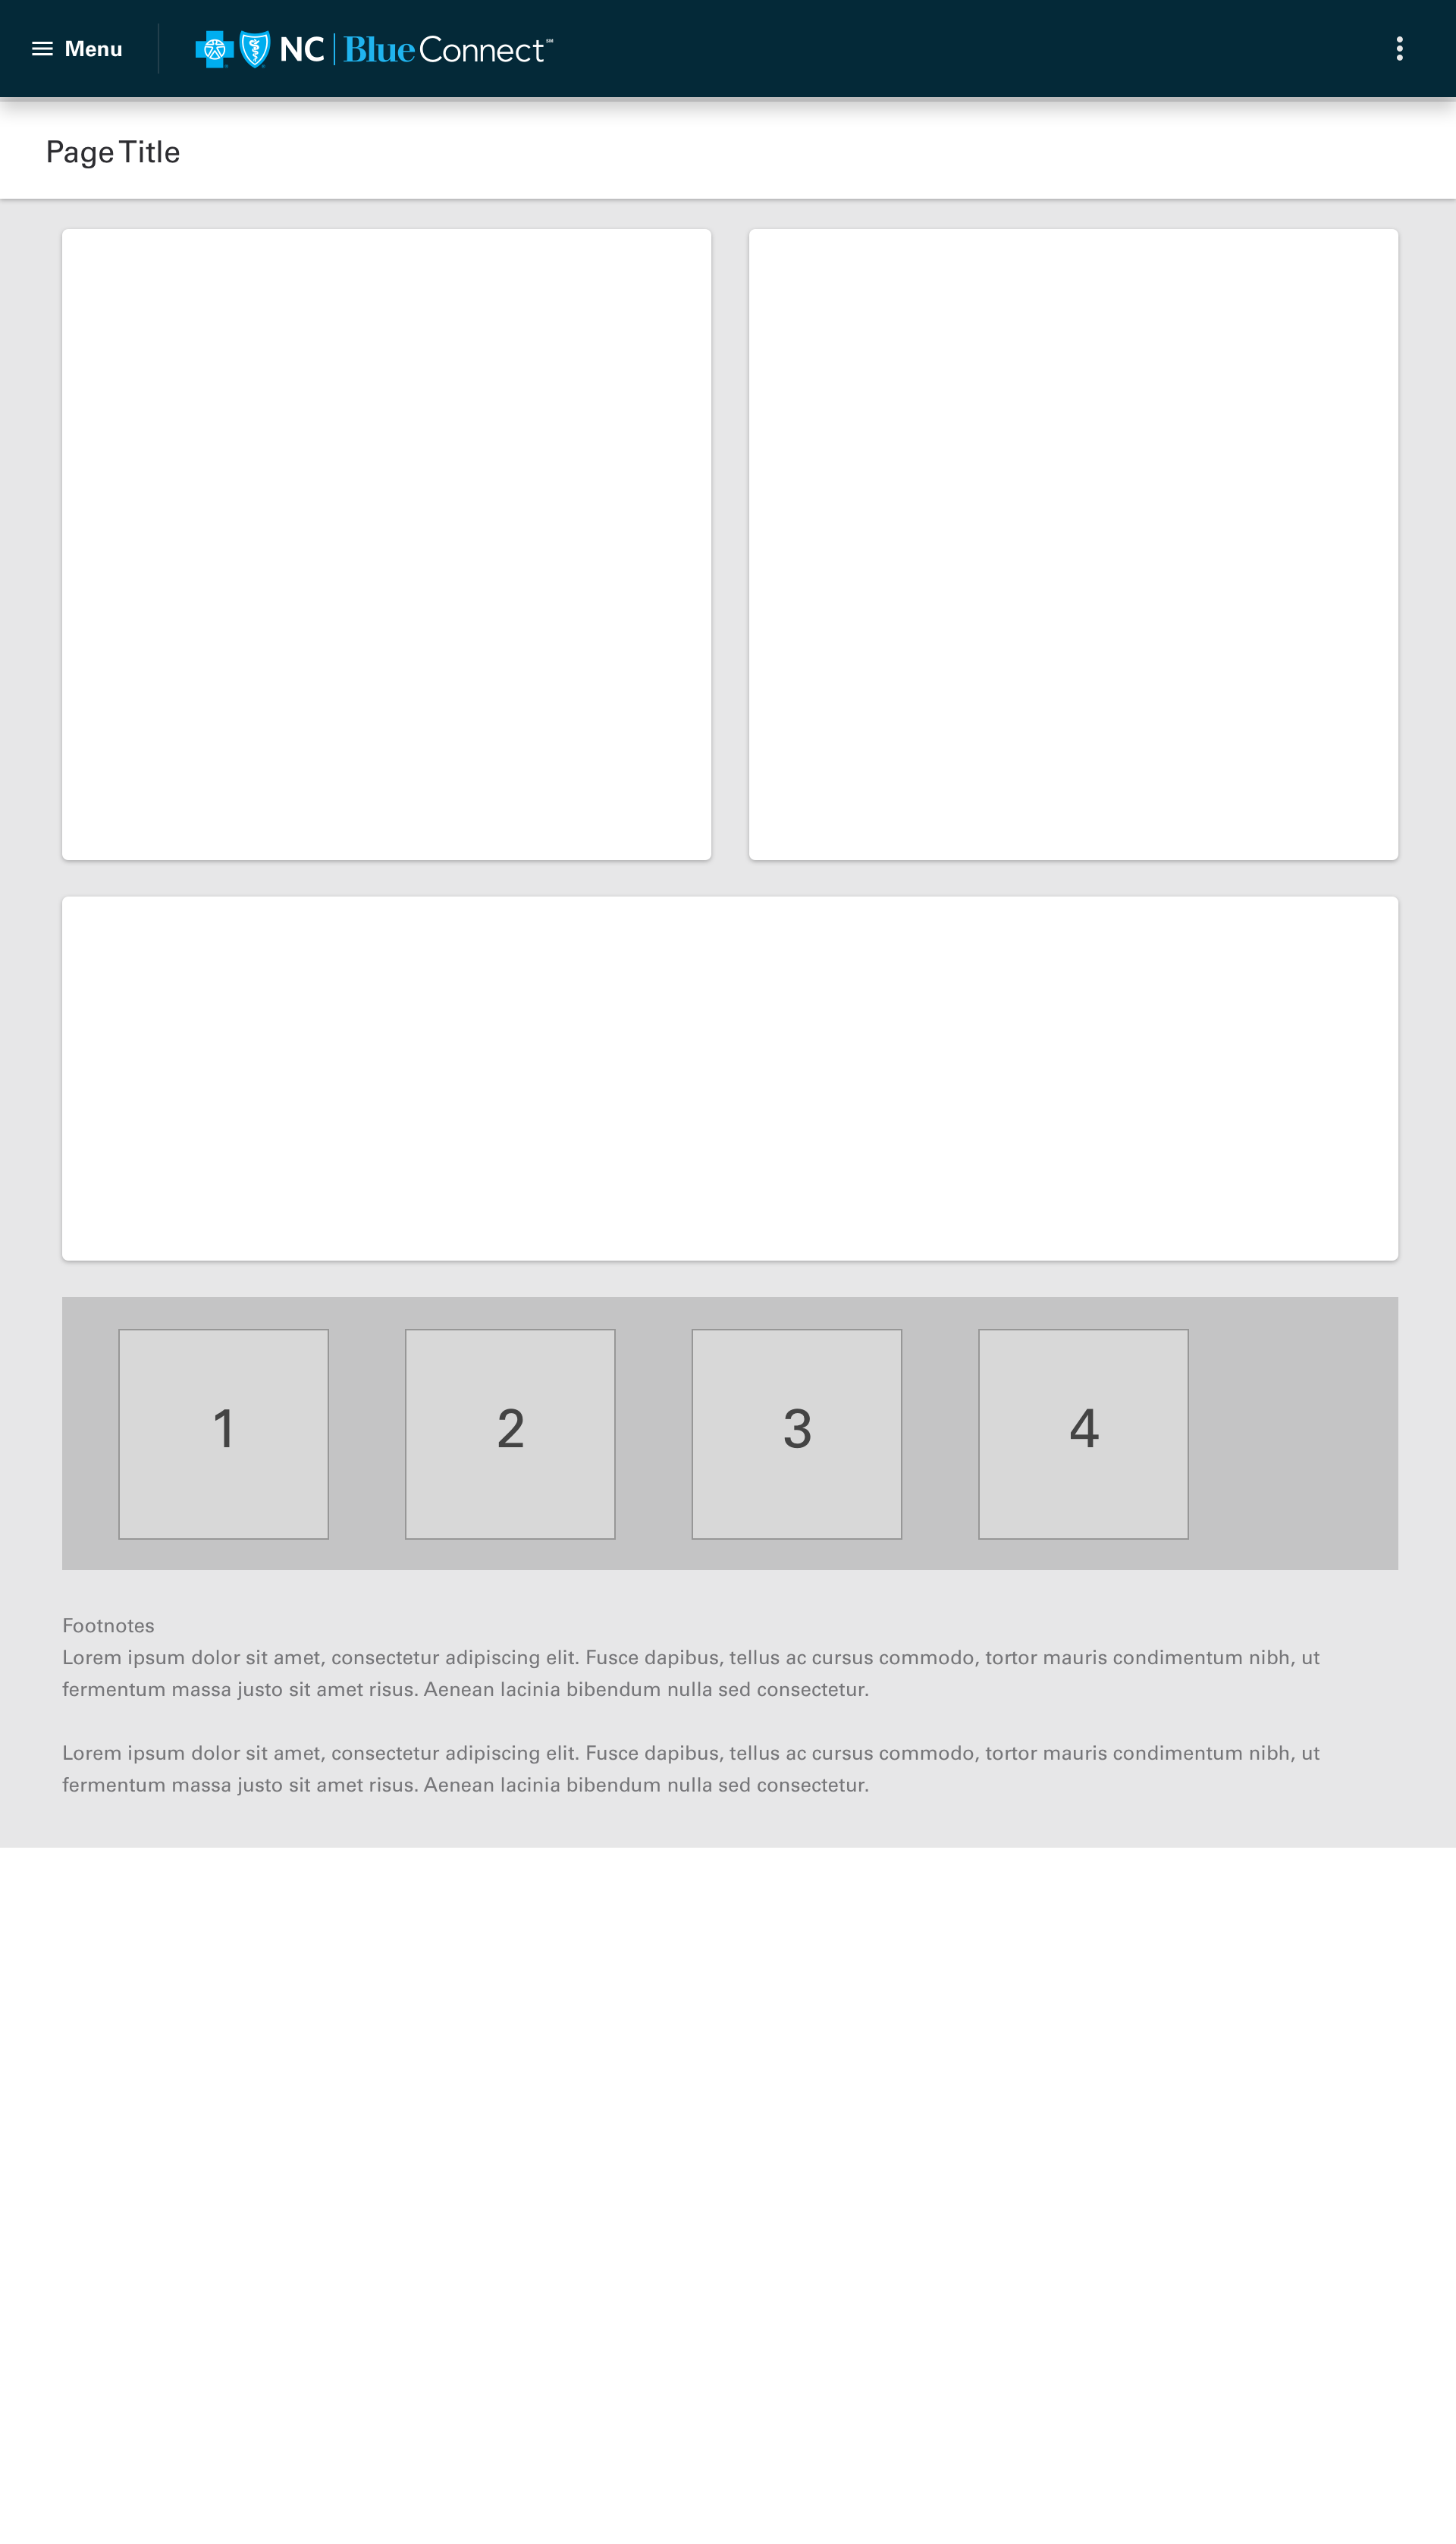 Menu NC Blue Connect℠
Page Title
1 2 3 4
Footnotes
Lorem ipsum dolor sit amet, consectetur adipiscing elit. Fusce dapibus, tellus ac cursus commodo, tortor mauris condimentum nibh, ut
fermentum massa justo sit amet risus. Aenean lacinia bibendum nulla sed consectetur.
Lorem ipsum dolor sit amet, consectetur adipiscing elit. Fusce dapibus, tellus ac cursus commodo, tortor mauris condimentum nibh, ut
fermentum massa justo sit amet risus. Aenean lacinia bibendum nulla sed consectetur.